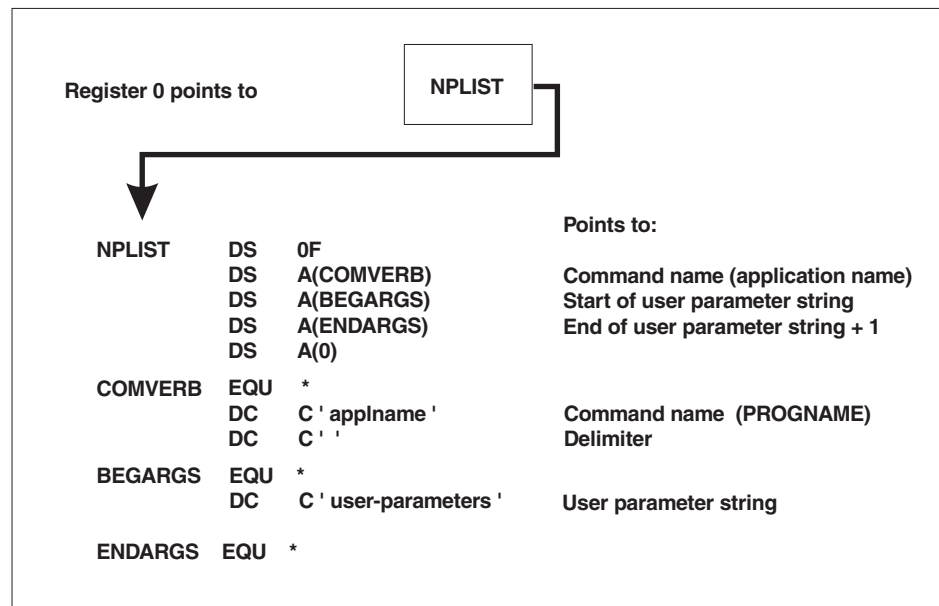 Register 0 points to NPLIST
Points to:
NPLIST DS 0F
DS A(COMVERB) Command name (application name)
DS A(BEGARGS) Start of user parameter string
DS A(ENDARGS) End of user parameter string + 1
DS A(0)
COMVERB EQU *
DC C ' applname ' Command name (PROGNAME)
DC C ' ' Delimiter
BEGARGS EQU *
DC C ' user-parameters ' User parameter string
ENDARGS EQU *